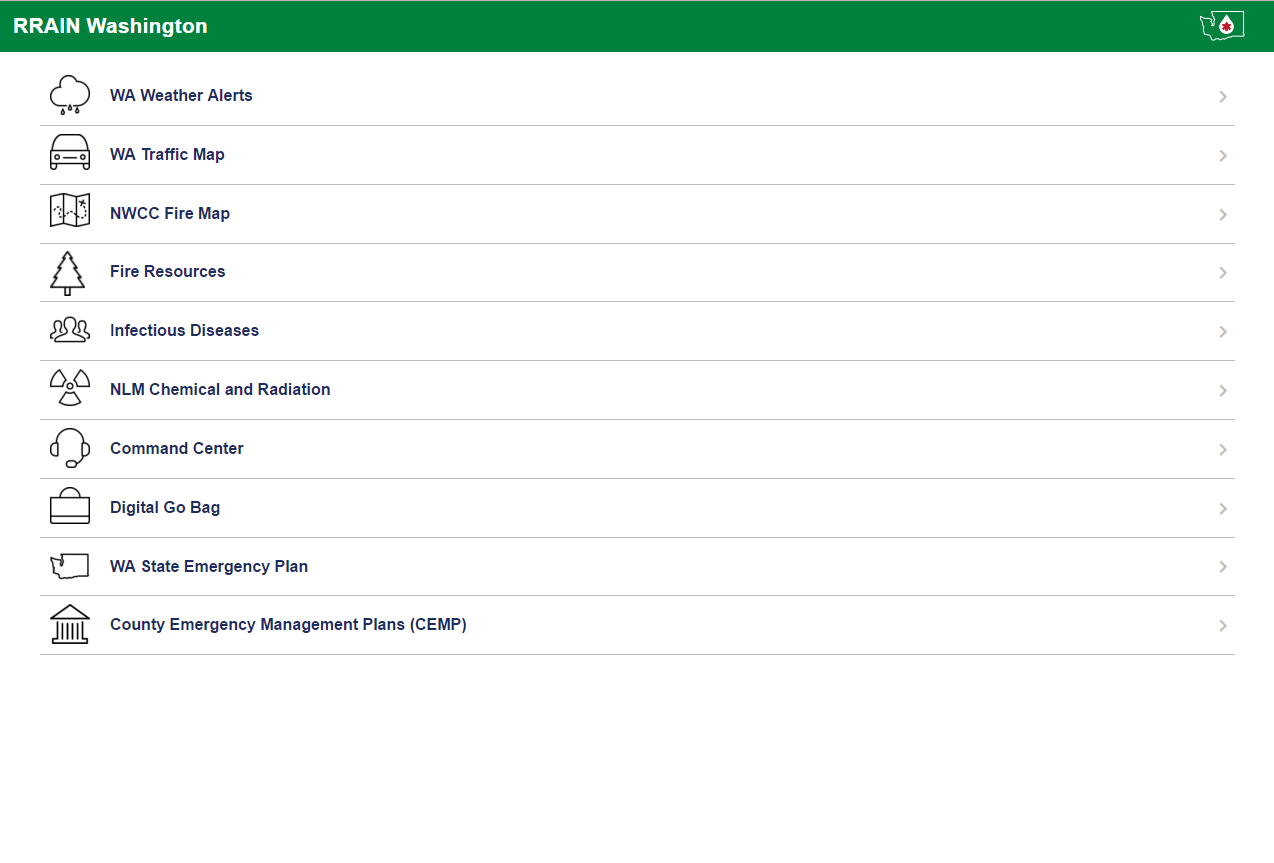 RRAIN Washington
WA Weather Alerts
WA Traffic Map
NWCC Fire Map
Fire Resources
Infectious Diseases
NLM Chemical and Radiation
Command Center
Digital Go Bag
WA State Emergency Plan
County Emergency Management Plans (CEMP)